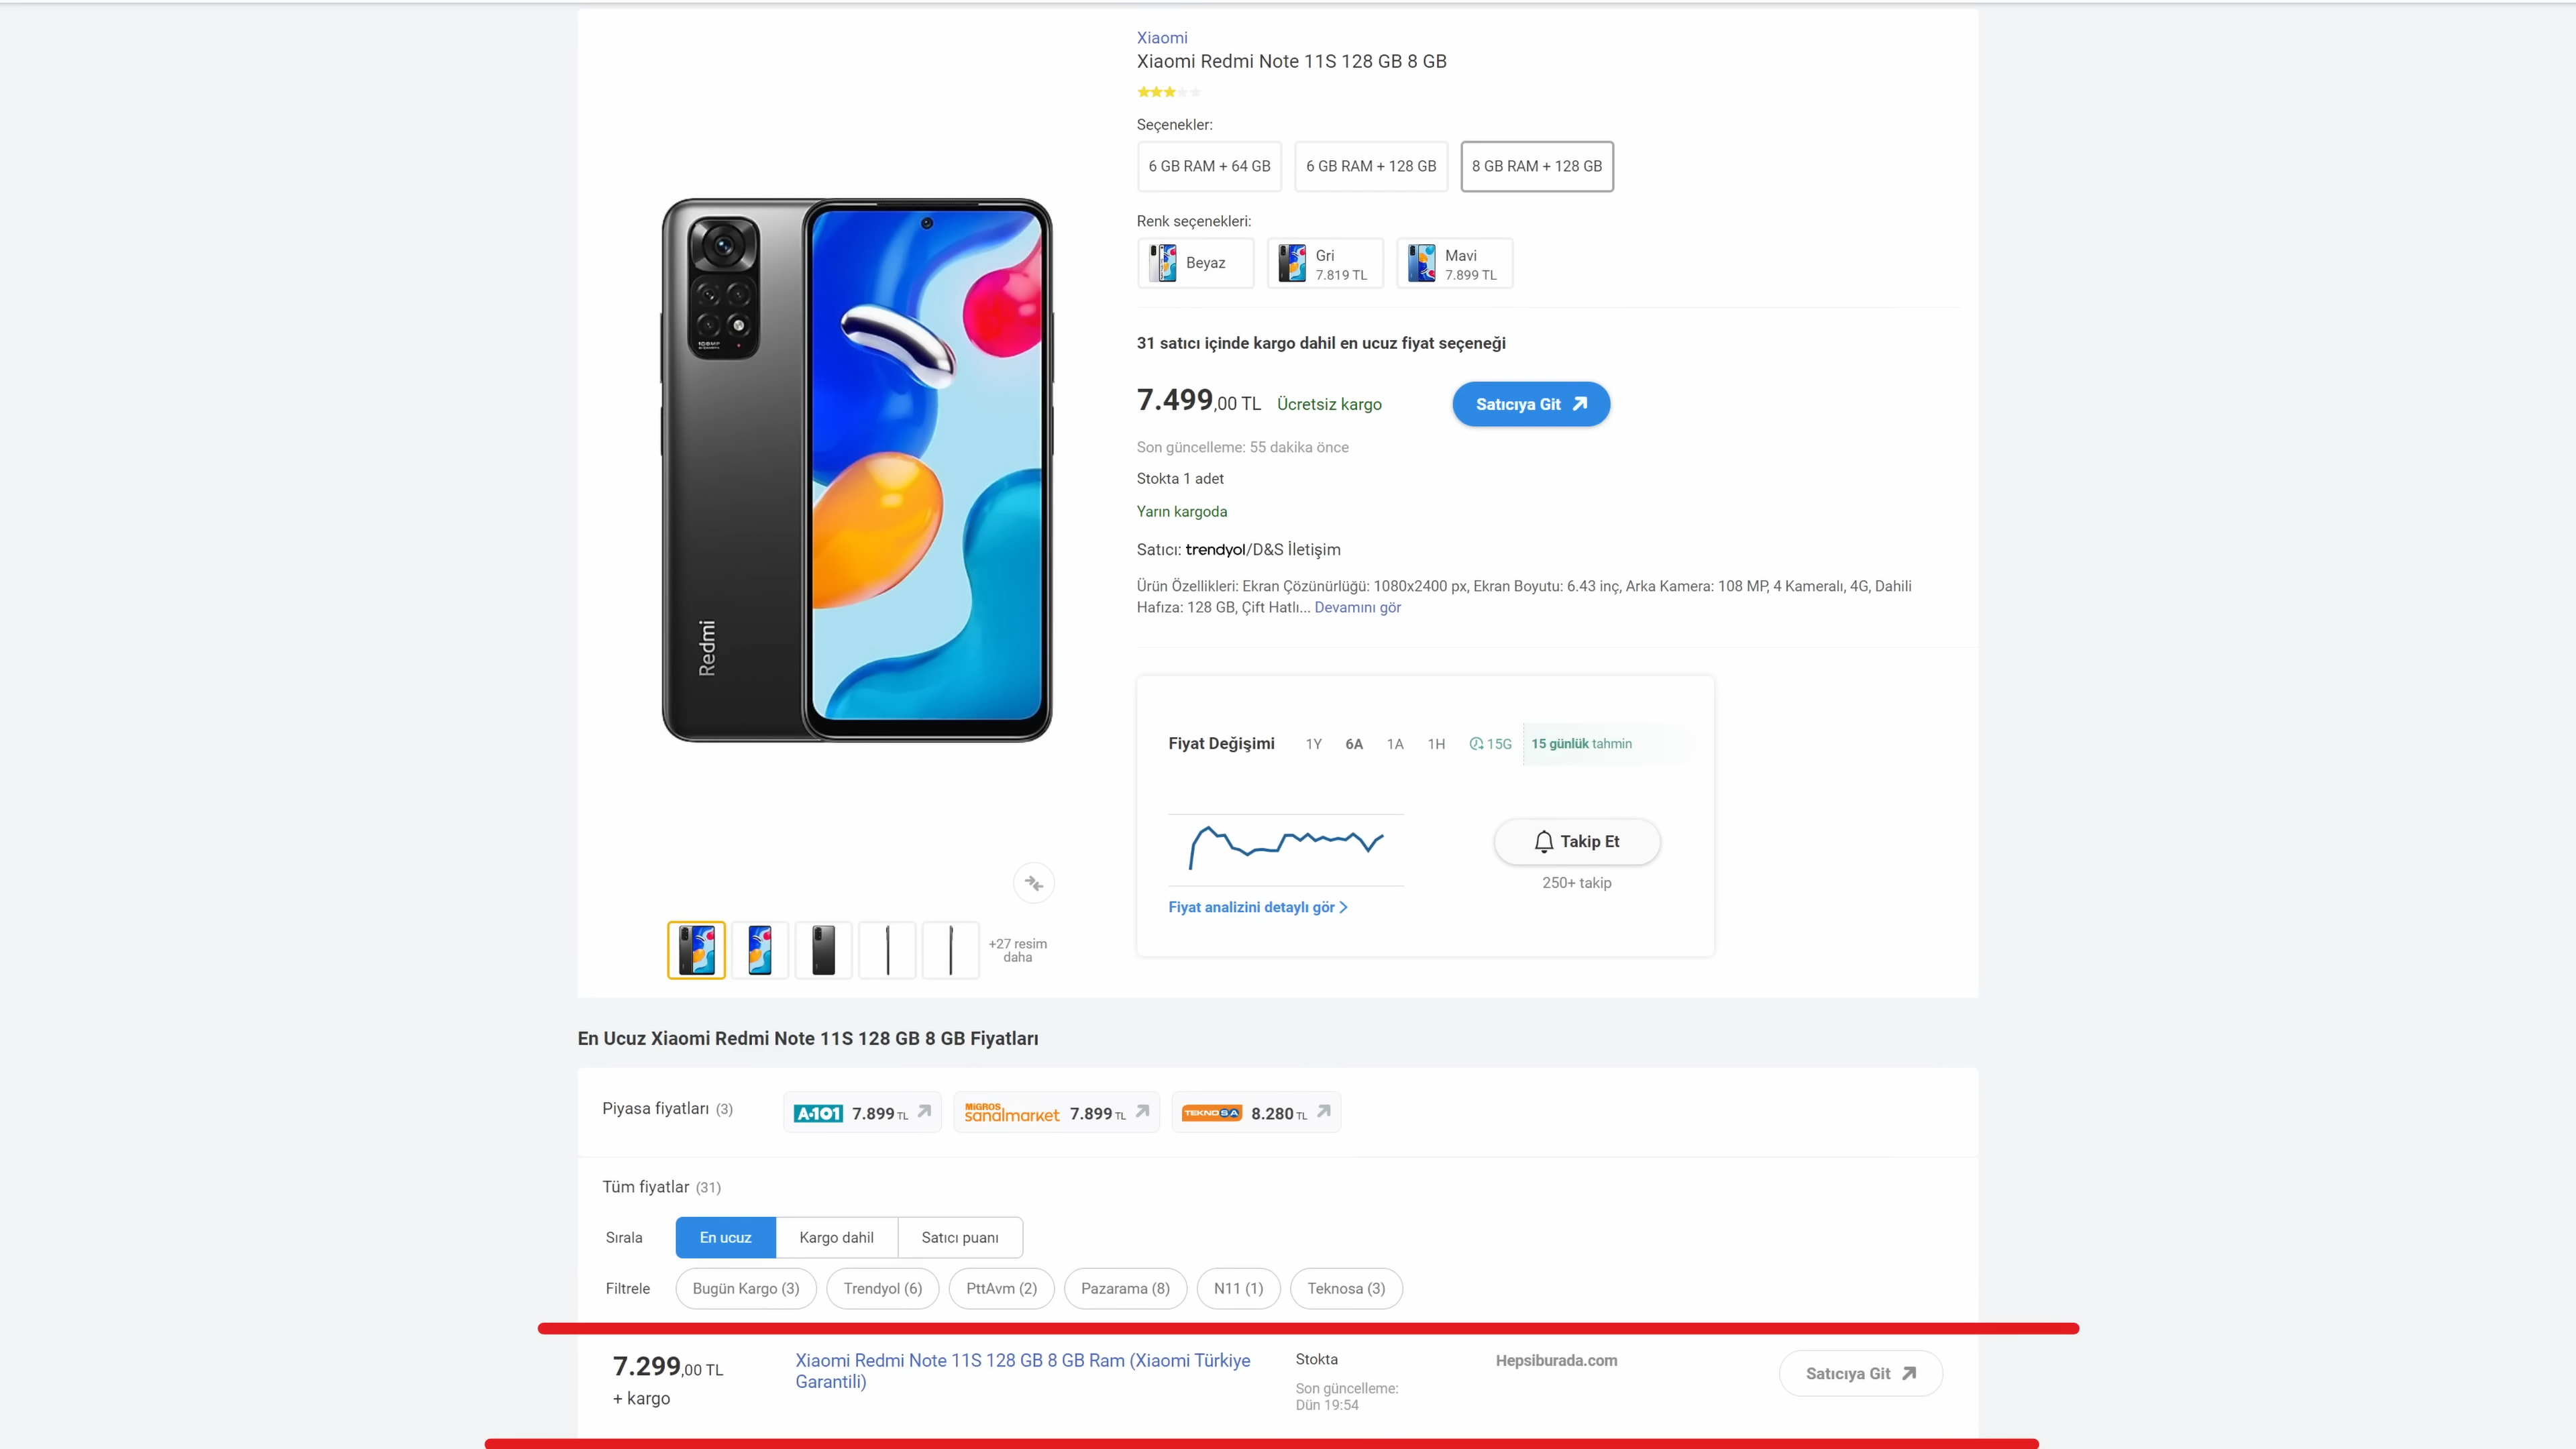 Xiaomi
Xiaomi Redmi Note 11S 128 GB 8 GB
Seçenekler:
6 GB RAM + 64 GB
6 GB RAM + 128 GB
8 GB RAM + 128 GB
Renk seçenekleri:
Beyaz
Gri
7.819 TL
Mavi
7.899 TL
31 satıcı içinde kargo dahil en ucuz fiyat seçeneği
7.499,00 TL Ücretsiz kargo
Satıcıya Git
Son güncelleme: 55 dakika önce
Stokta 1 adet
Yarın kargoda
Satıcı: trendyol/D&S İletişim
Ürün Özellikleri: Ekran Çözünürlüğü: 1080x2400 px, Ekran Boyutu: 6.43 inç, Arka Kamera: 108 MP, 4 Kameralı, 4G, Dahili
Hafıza: 128 GB, Çift Hatlı... Devamını gör
Redmi
108MP
Fiyat Değişimi 1Y 6A 1A 1H 15G 15 günlük tahmin
Takip Et
250+ takip
Fiyat analizini detaylı gör
+27 resim
daha
En Ucuz Xiaomi Redmi Note 11S 128 GB 8 GB Fiyatları
Piyasa fiyatları (3)
A101 7.899 TL
MiGROS
sanalmarket 7.899 TL
TEKNOSA 8.280 TL
Tüm fiyatlar (31)
Sırala En ucuz Kargo dahil Satıcı puanı
Filtrele Bugün Kargo (3) Trendyol (6) PttAvm (2) Pazarama (8) N11 (1) Teknosa (3)
7.299,00 TL
+ kargo
Xiaomi Redmi Note 11S 128 GB 8 GB Ram (Xiaomi Türkiye
Garantili)
Stokta
Son güncelleme:
Dün 19:54
Hepsiburada.com
Satıcıya Git